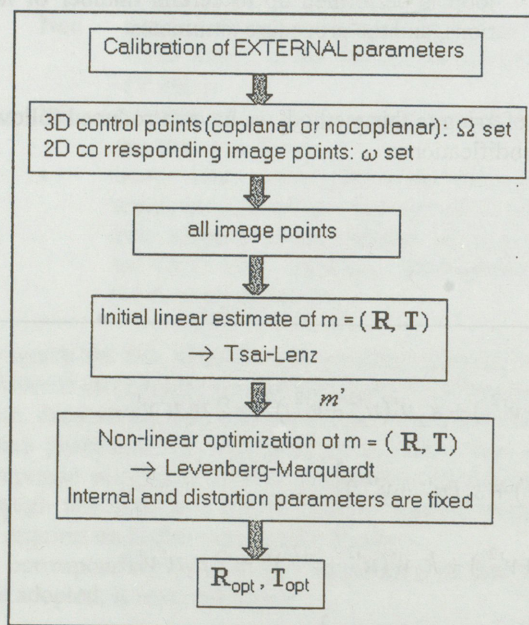 Calibration of EXTERNAL parameters
3D control points (coplanar or nocoplanar): Ω set
2D co rresponding image points: ω set
all image points
Initial linear estimate of m = ( R, T )
→ Tsai-Lenz
m'
Non-linear optimization of m = ( R, T )
→ Levenberg-Marquardt
Internal and distortion parameters are fixed
R_opt , T_opt